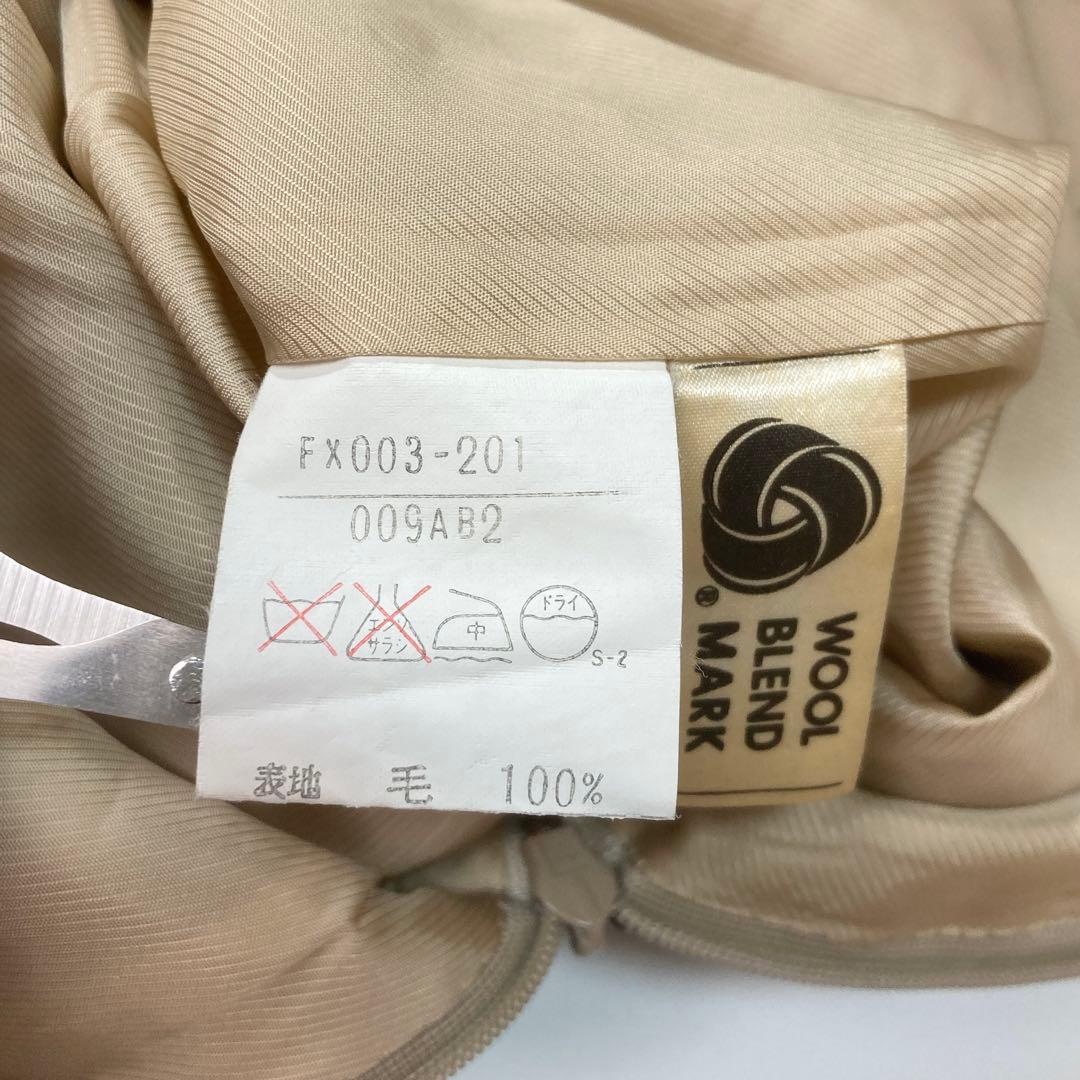 FX003-201
009AB2
エンソ
サラシ
中
ドライ
S-2
表地 毛 100%
WOOL
BLEND
MARK
®